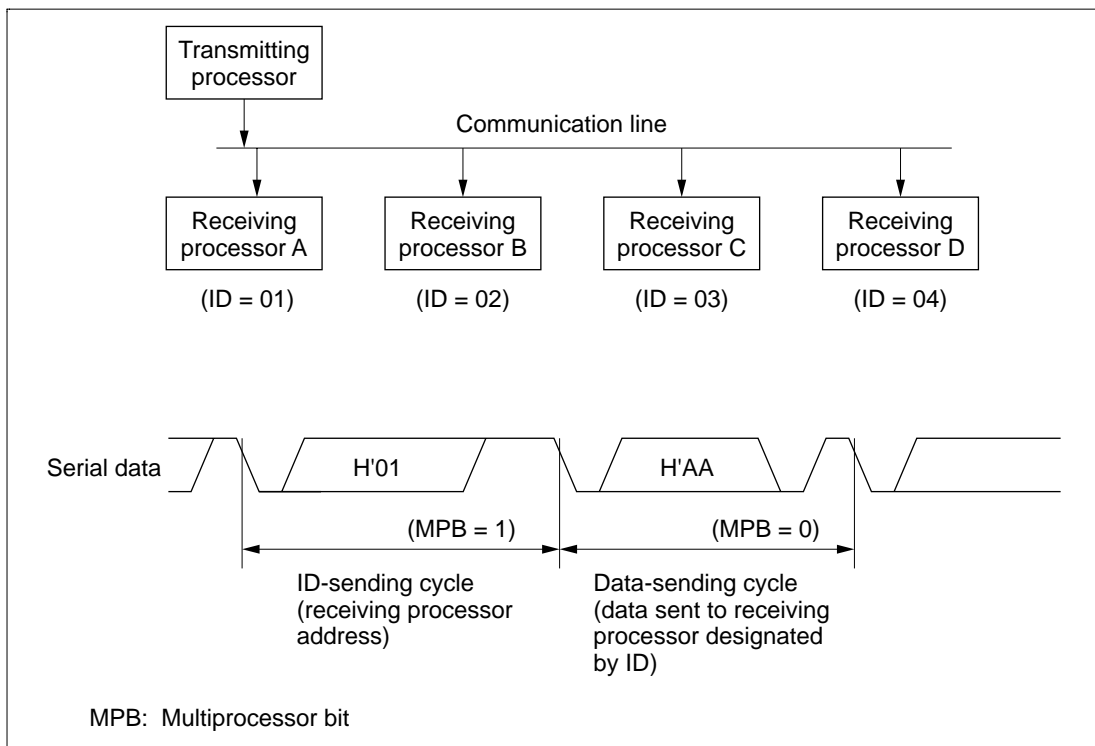 Transmitting
processor
Communication line
Receiving
processor A
Receiving
processor B
Receiving
processor C
Receiving
processor D
(ID = 01)
(ID = 02)
(ID = 03)
(ID = 04)
Serial data
H'01
H'AA
(MPB = 1)
(MPB = 0)
ID-sending cycle
(receiving processor
address)
Data-sending cycle
(data sent to receiving
processor designated
by ID)
MPB: Multiprocessor bit